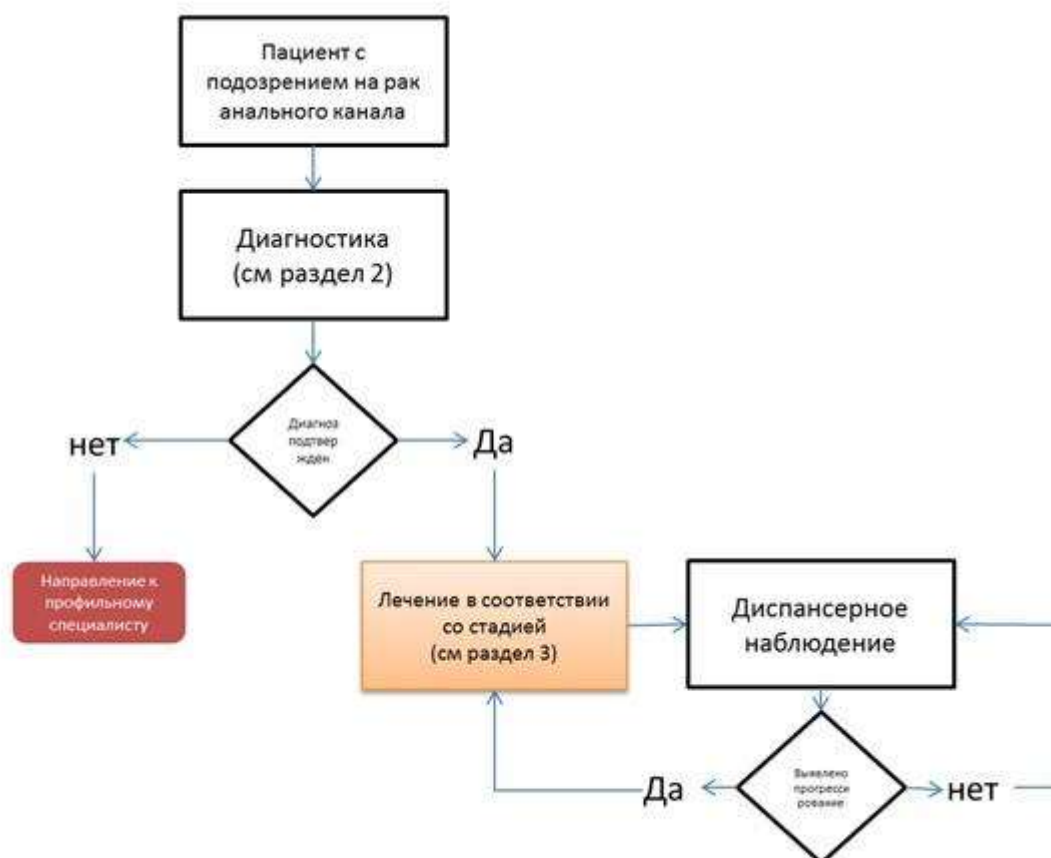 Пациент с
подозрением на рак
анального канала
Диагностика
(см раздел 2)
Диагноз
подтвер
жден
нет
Да
Направление к
профильному
специалисту
Лечение в соответствии
со стадией
(см раздел 3)
Диспансерное
наблюдение
Выявлено
прогресси
рование
Да
нет